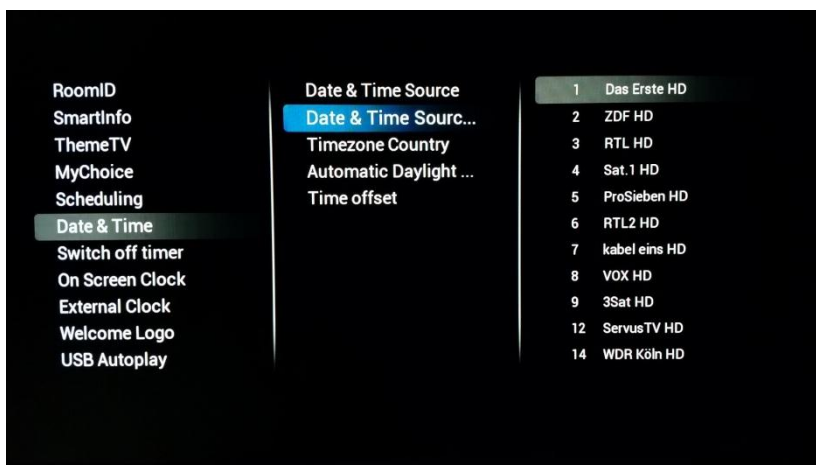 RoomID
SmartInfo
ThemeTV
MyChoice
Scheduling
Date & Time
Switch off timer
On Screen Clock
External Clock
Welcome Logo
USB Autoplay
Date & Time Source
Date & Time Sourc...
Timezone Country
Automatic Daylight ...
Time offset
1 Das Erste HD
2 ZDF HD
3 RTL HD
4 Sat.1 HD
5 ProSieben HD
6 RTL2 HD
7 kabel eins HD
8 VOX HD
9 3Sat HD
12 ServusTV HD
14 WDR Köln HD